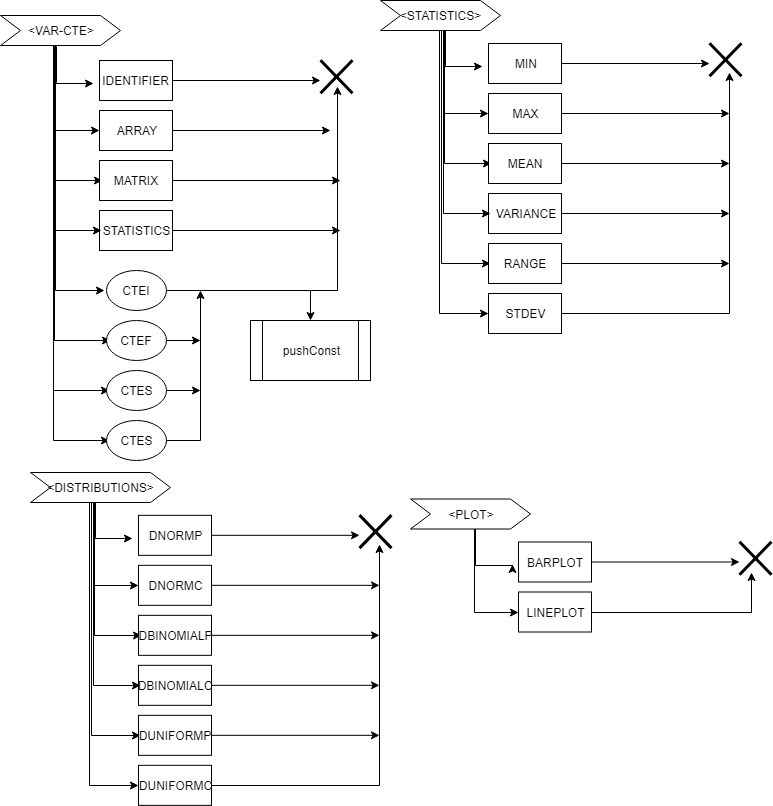 <VAR-CTE>
IDENTIFIER
ARRAY
MATRIX
STATISTICS
CTEI
CTEF
CTES
CTES
pushConst
<STATISTICS>
MIN
MAX
MEAN
VARIANCE
RANGE
STDEV
<DISTRIBUTIONS>
DNORMP
DNORMC
DBINOMIALP
DBINOMIALC
DUNIFORMP
DUNIFORMC
<PLOT>
BARPLOT
LINEPLOT